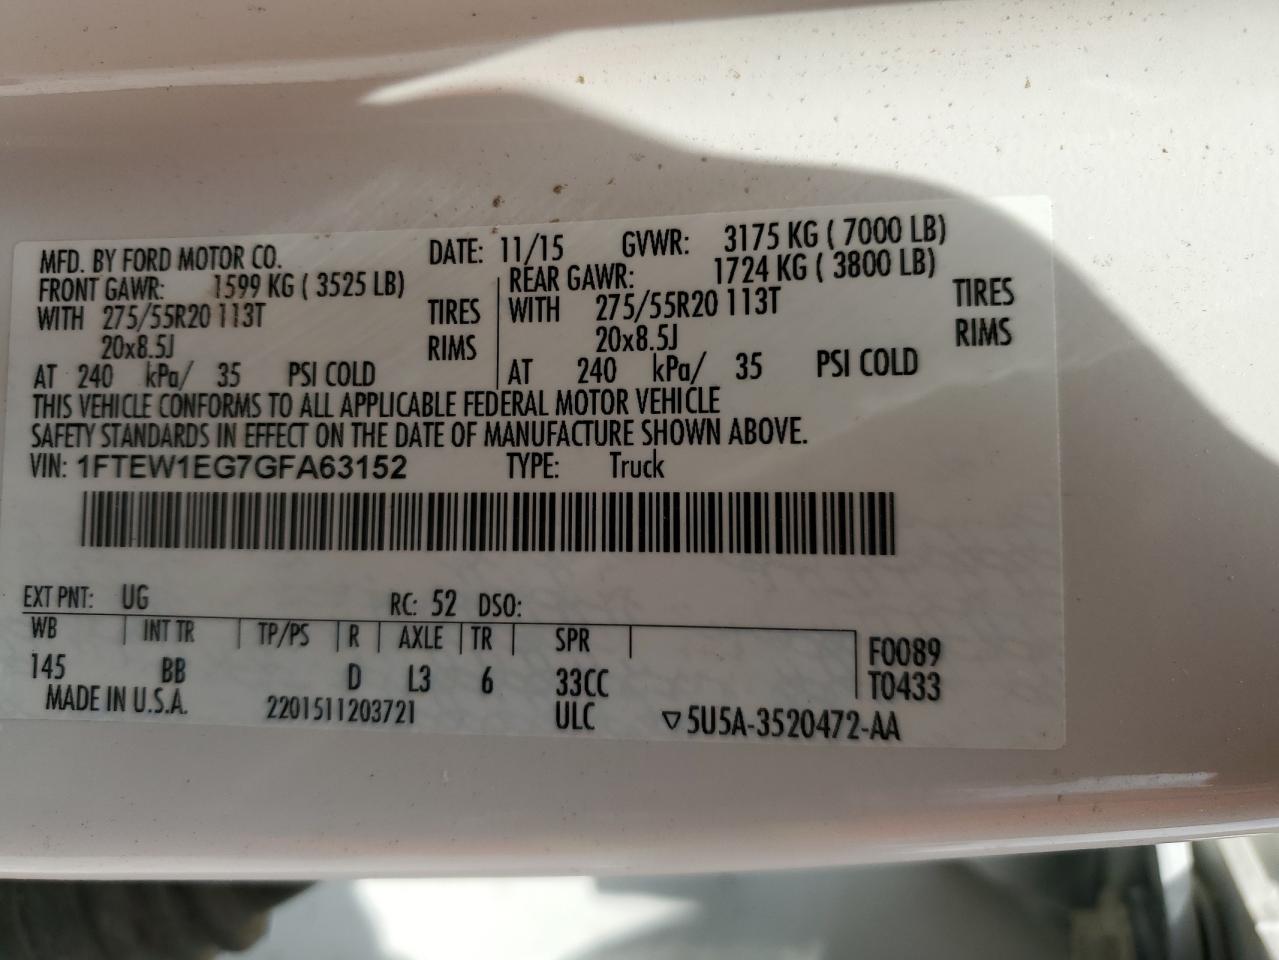 MFD. BY FORD MOTOR CO. DATE: 11/15 GVWR: 3175 KG ( 7000 LB)
FRONT GAWR: 1599 KG ( 3525 LB) REAR GAWR: 1724 KG ( 3800 LB)
WITH 275/55R20 113T TIRES WITH 275/55R20 113T TIRES
20x8.5J RIMS 20x8.5J RIMS
AT 240 kPa/ 35 PSI COLD AT 240 kPa/ 35 PSI COLD
THIS VEHICLE CONFORMS TO ALL APPLICABLE FEDERAL MOTOR VEHICLE
SAFETY STANDARDS IN EFFECT ON THE DATE OF MANUFACTURE SHOWN ABOVE.
VIN: 1FTEW1EG7GFA63152 TYPE: Truck
EXT PNT: UG RC: 52 DSO:
WB INT TR TP/PS R AXLE TR SPR F0089
145 BB D L3 6 33CC T0433
MADE IN U.S.A. 2201511203721 ULC ▽5U5A-3520472-AA